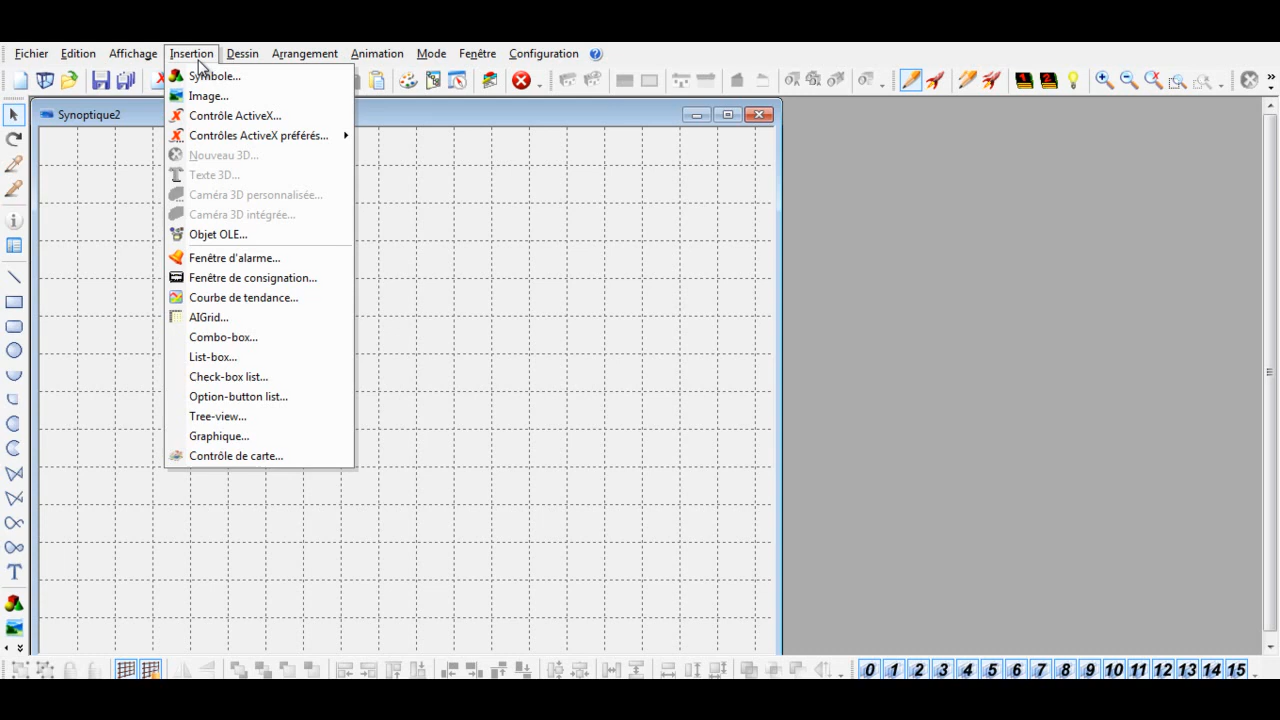 Fichier Edition Affichage Insertion Dessin Arrangement Animation Mode Fenêtre Configuration
Synoptique2
Symbole...
Image...
Contrôle ActiveX...
Contrôles ActiveX préférés...
Nouveau 3D...
Texte 3D...
Caméra 3D personnalisée...
Caméra 3D intégrée...
Objet OLE...
Fenêtre d'alarme...
Fenêtre de consignation...
Courbe de tendance...
AIGrid...
Combo-box...
List-box...
Check-box list...
Option-button list...
Tree-view...
Graphique...
Contrôle de carte...
0 1 2 3 4 5 6 7 8 9 10 11 12 13 14 15